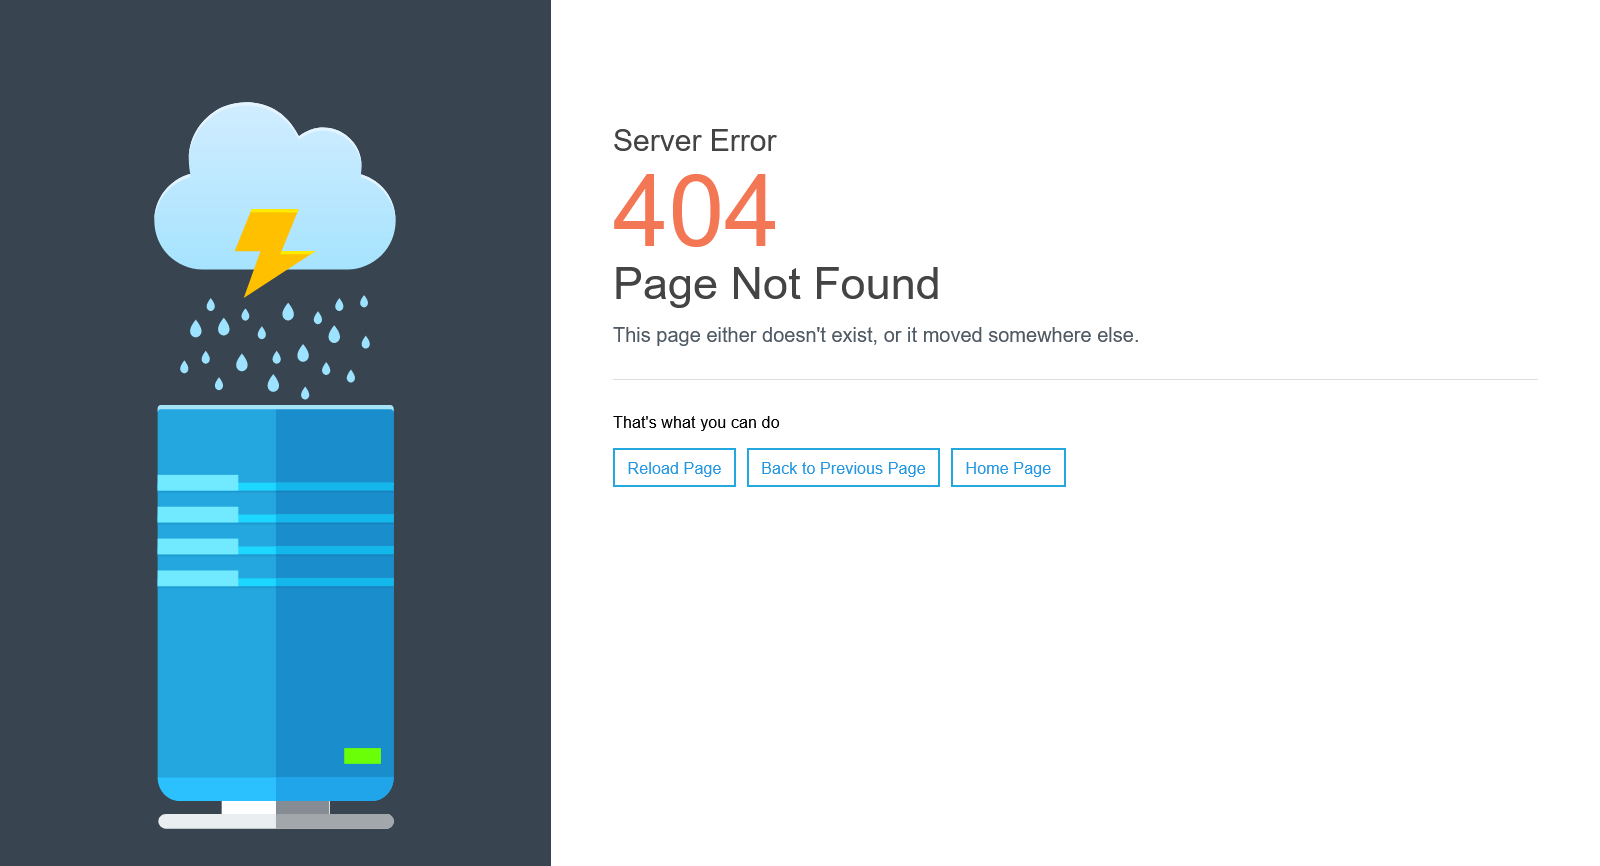 Server Error
404
Page Not Found
This page either doesn't exist, or it moved somewhere else.
That's what you can do
Reload Page Back to Previous Page Home Page